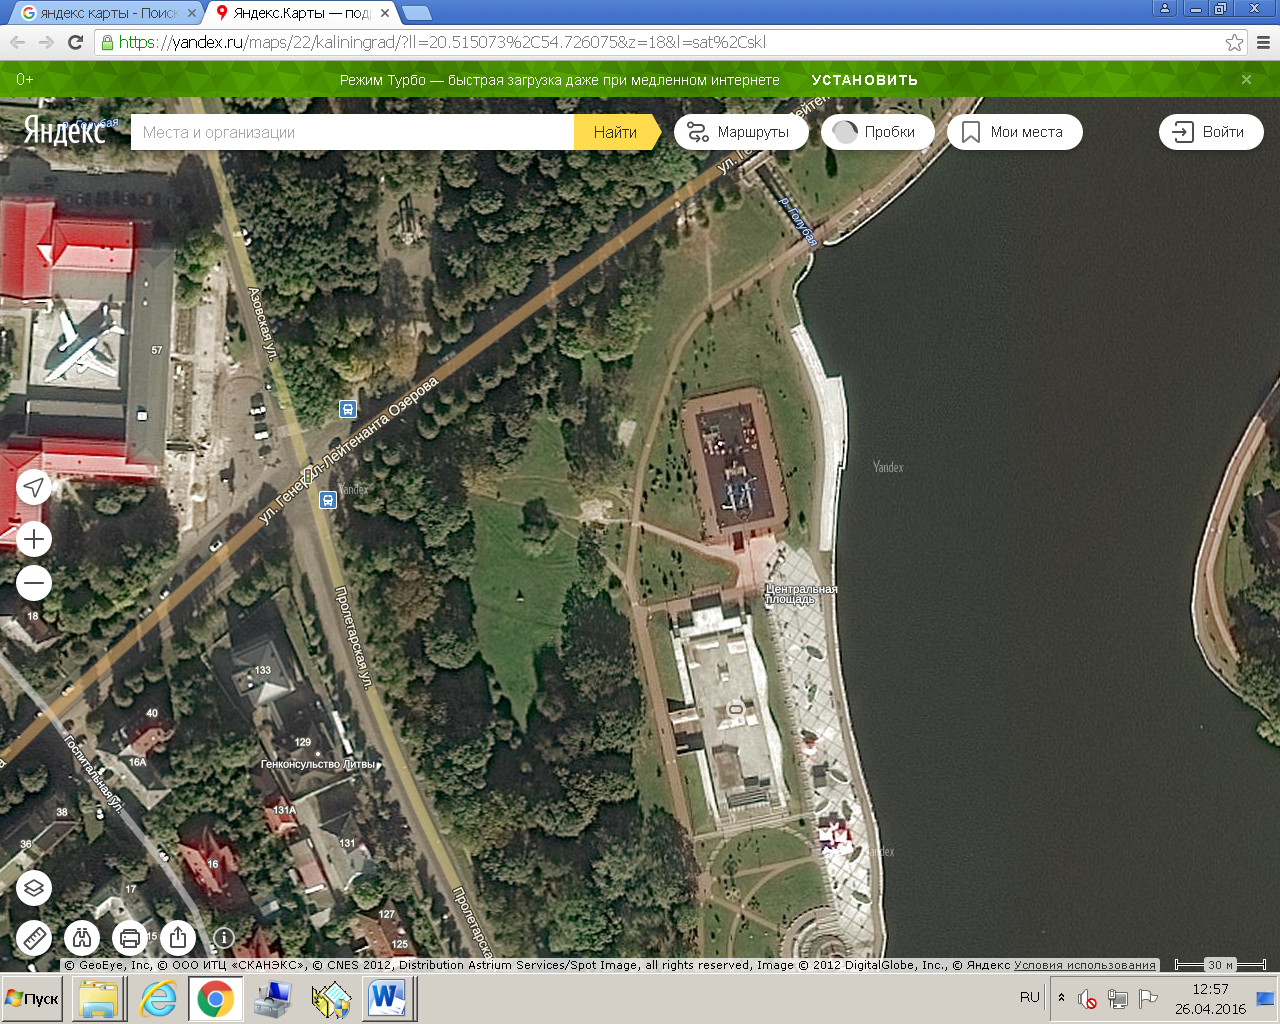 яндекс карты - Поиск
Яндекс.Карты — под
https://yandex.ru/maps/22/kaliningrad/?ll=20.515073%2C54.726075&z=18&l=sat%2Cskl
0+
Режим Турбо — быстрая загрузка даже при медленном интернете
УСТАНОВИТЬ
р. Голубая
Яндекс
Места и организации
Найти
Маршруты
Пробки
Мои места
Войти
р. Голубая
Азовская ул.
57
ул. Генерал-Лейтенанта Озерова
Yandex
Yandex
Центральная
площадь
18
Пролетарская ул.
133
40
129
16А
Генконсульство Литвы
Госпитальная ул.
131А
38
131
36
16
17
Yandex
127
Пролетарская
15
125
© GeoEye, Inc, © ООО ИТЦ «СКАНЭКС», © CNES 2012, Distribution Astrium Services/Spot Image, all rights reserved, Image © 2012 DigitalGlobe, Inc., © Яндекс Условия использования
30 м
Пуск
RU
12:57
26.04.2016